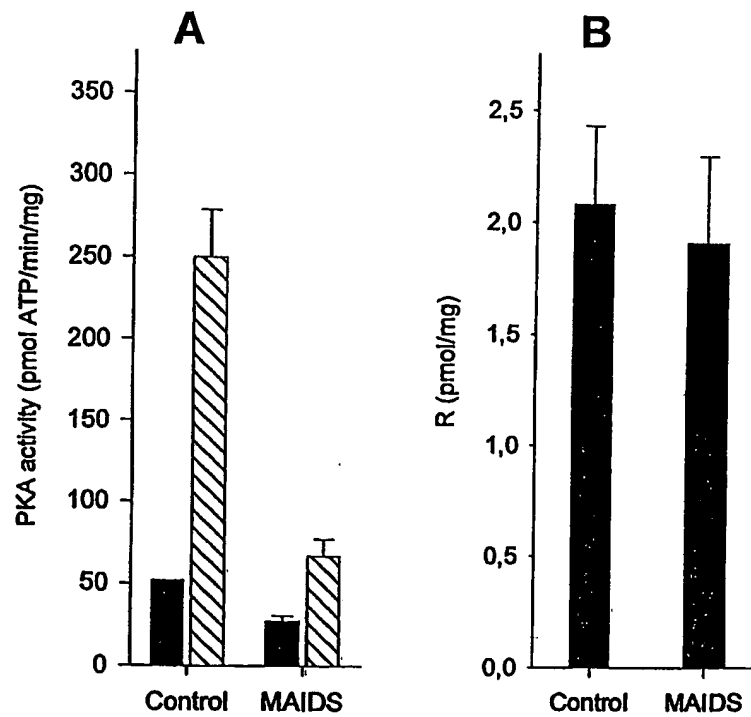 A
PKA activity (pmol ATP/min/mg)
350
300
250
200
150
100
50
0
Control MAIDS
B
R (pmol/mg)
2,5
2,0
1,5
1,0
0,5
0,0
Control MAIDS